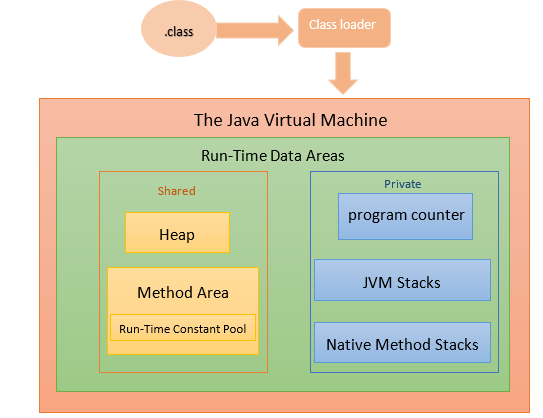 .class
Class loader
The Java Virtual Machine
Run-Time Data Areas
Shared
Heap
Method Area
Run-Time Constant Pool
Private
program counter
JVM Stacks
Native Method Stacks